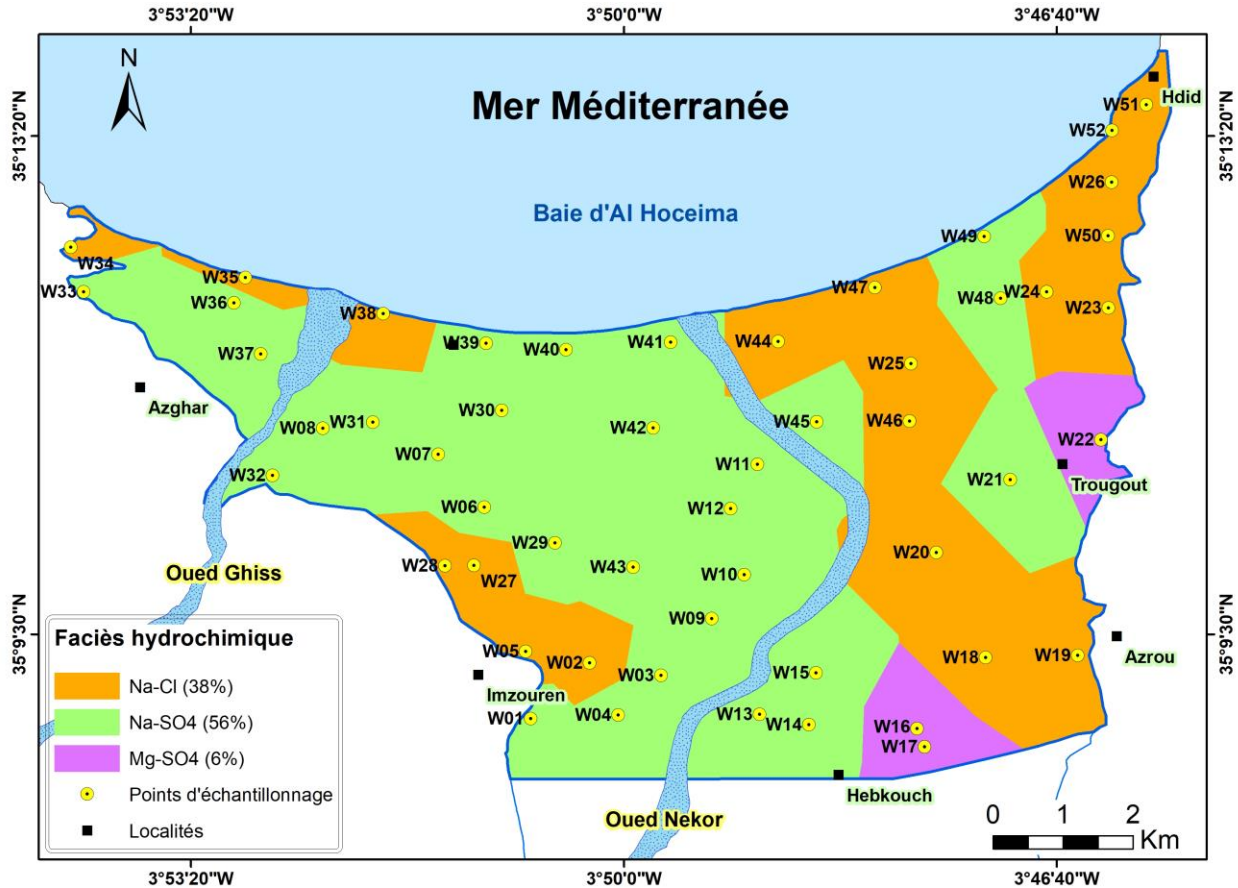 3°53'20"W
3°50'0"W
3°46'40"W
N
Mer Méditerranée
Baie d'Al Hoceima
35°13'20"N
35°13'20"N
Hdid
W51
W52
W26
W50
W49
W34
W33
W35
W36
W47
W48
W24
W23
W38
W39
W40
W41
W44
W37
W25
Azghar
W30
W08
W31
W42
W45
W46
W22
W07
W11
Trougout
W32
W21
W06
W12
W29
W20
W28
W27
W43
W10
Oued Ghiss
W09
35°9'30"N
35°9'30"N
W05
W02
W18
W19
Azrou
W03
W15
Imzouren
W01
W04
W13
W14
W16
W17
Hebkouch
Oued Nekor
Faciès hydrochimique
Na-Cl (38%)
Na-SO4 (56%)
Mg-SO4 (6%)
Points d'échantillonnage
Localités
0 1 2
Km
3°53'20"W
3°50'0"W
3°46'40"W